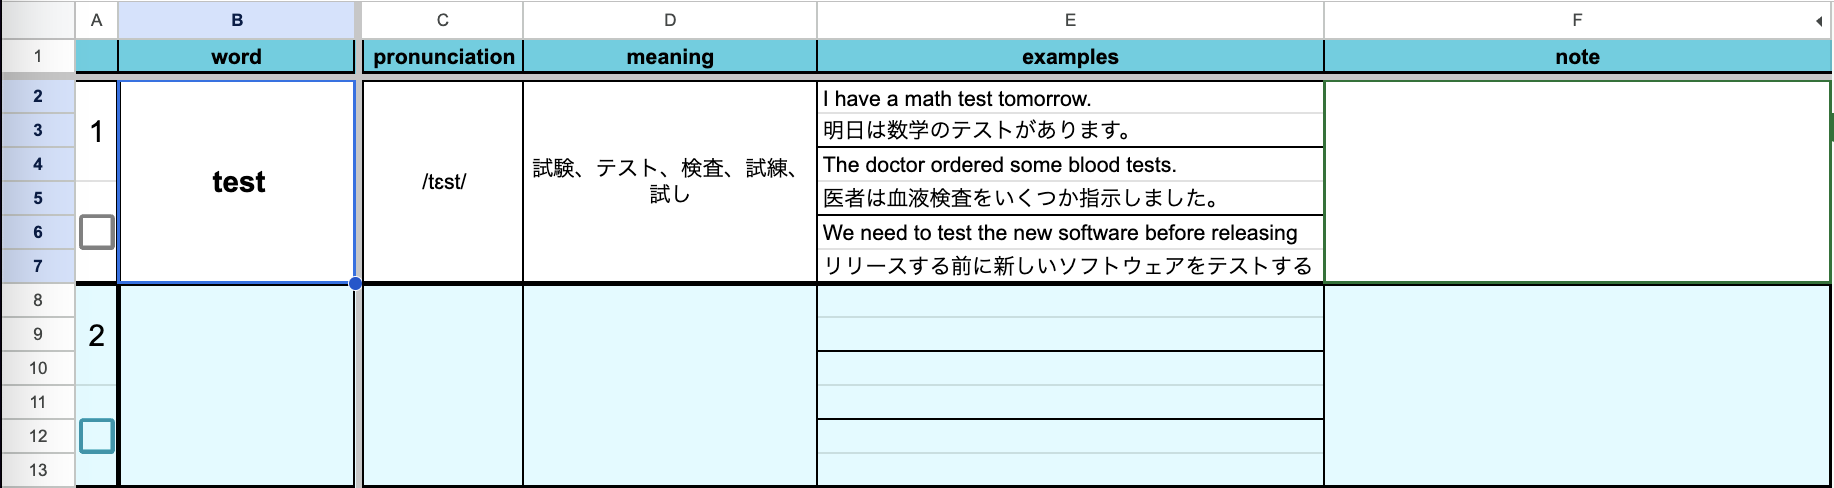 A B C D E F
1 word pronunciation meaning examples note
2 I have a math test tomorrow.
3 1 明日は数学のテストがあります。
4 The doctor ordered some blood tests.
test /tɛst/ 試験、テスト、検査、試練、
試し
5 医者は血液検査をいくつか指示しました。
6 We need to test the new software before releasing
7 リリースする前に新しいソフトウェアをテストする
8
9 2
10
11
12
13